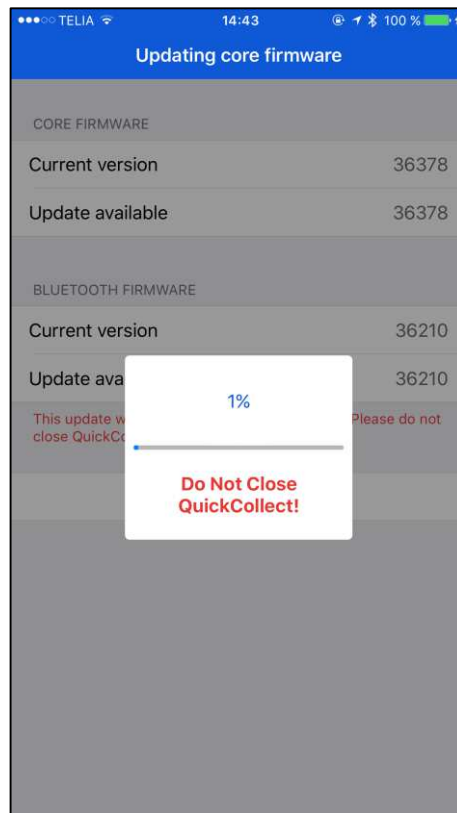 TELIA 14:43 100 %
Updating core firmware
CORE FIRMWARE
Current version 36378
Update available 36378
BLUETOOTH FIRMWARE
Current version 36210
Update ava 36210
This update w Please do not
close QuickCo
1%
Do Not Close
QuickCollect!